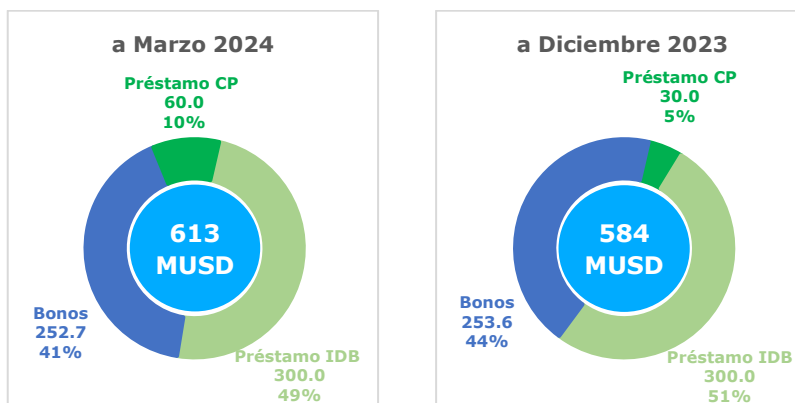 a Marzo 2024
Préstamo CP
60.0
10%
613
MUSD
Bonos
252.7
41%
Préstamo IDB
300.0
49%
a Diciembre 2023
Préstamo CP
30.0
5%
584
MUSD
Bonos
253.6
44%
Préstamo IDB
300.0
51%